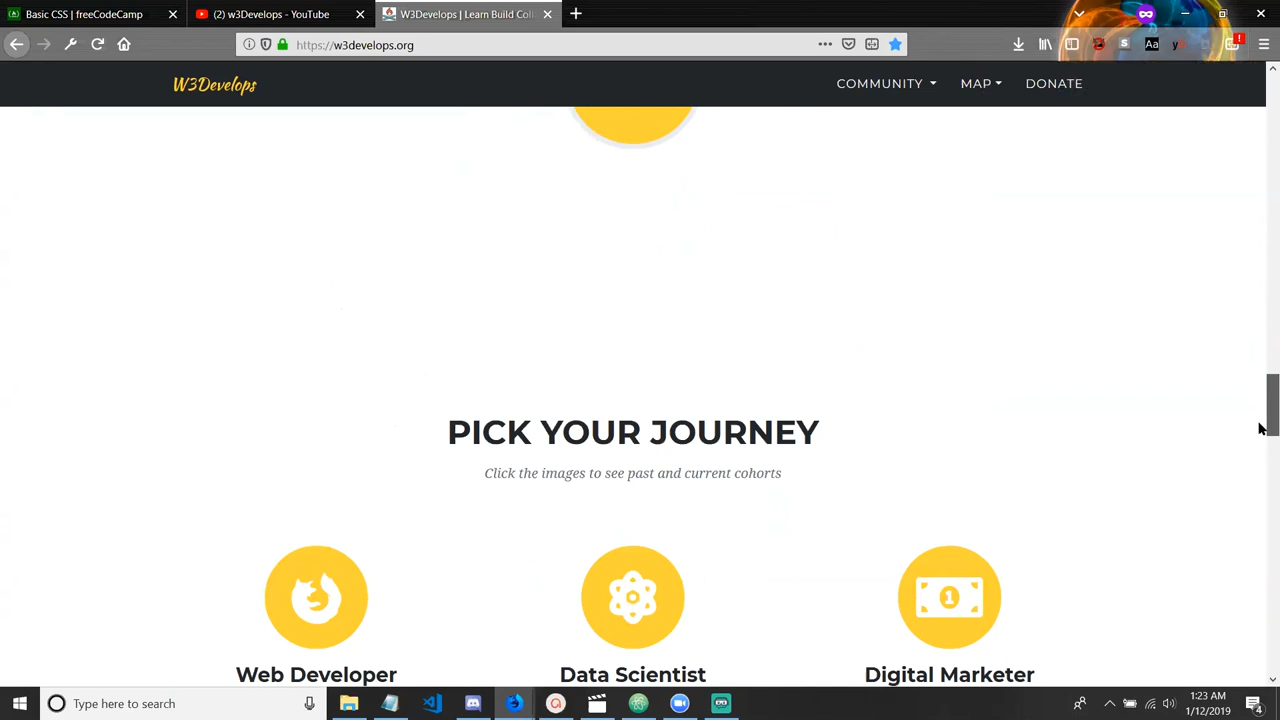 Basic CSS | freeCodeCamp
(2) w3Develops - YouTube
W3Develops | Learn Build Coll
https://w3develops.org
W3Develops
COMMUNITY
MAP
DONATE
PICK YOUR JOURNEY
Click the images to see past and current cohorts
1
Web Developer
Data Scientist
Digital Marketer
Type here to search
1:23 AM
1/12/2019
4